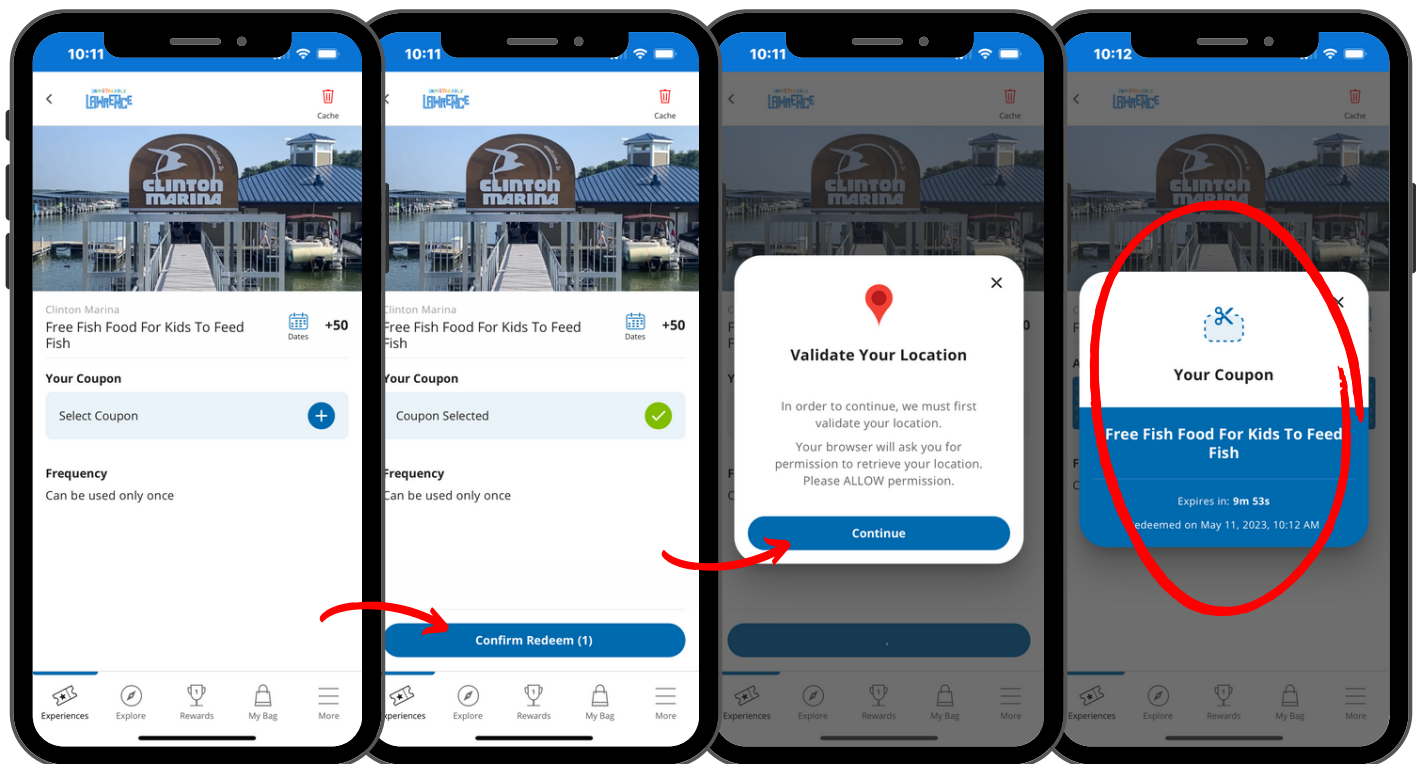 10:11
UNMISTAKABLY
LAWRENCE
Cache
CLINTON
MARINA
Clinton Marina
Free Fish Food For Kids To Feed
Fish
+50
Dates
Your Coupon
Select Coupon
Frequency
Can be used only once
Experiences
Explore
Rewards
My Bag
More
10:11
UNMISTAKABLY
LAWRENCE
Cache
CLINTON
MARINA
Clinton Marina
Free Fish Food For Kids To Feed
Fish
+50
Dates
Your Coupon
Coupon Selected
Frequency
Can be used only once
Confirm Redeem (1)
Experiences
Explore
Rewards
My Bag
More
10:11
LAWRENCE
Cache
CLINTON
MARINA
Validate Your Location
In order to continue, we must first
validate your location.
Your browser will ask you for
permission to retrieve your location.
Please ALLOW permission.
Continue
Experiences
Explore
Rewards
My Bag
More
10:12
LAWRENCE
Cache
CLINTON
MARINA
Your Coupon
Free Fish Food For Kids To Feed
Fish
Expires in: 9m 53s
Redeemed on May 11, 2023, 10:12 AM
Experiences
Explore
Rewards
My Bag
More